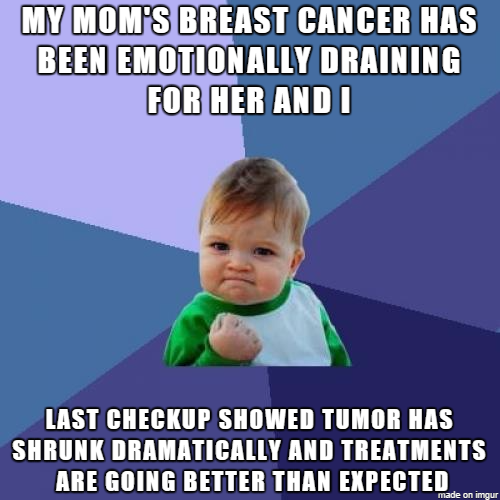 MY MOM'S BREAST CANCER HAS
BEEN EMOTIONALLY DRAINING
FOR HER AND I
LAST CHECKUP SHOWED TUMOR HAS
SHRUNK DRAMATICALLY AND TREATMENTS
ARE GOING BETTER THAN EXPECTED
made on imgur